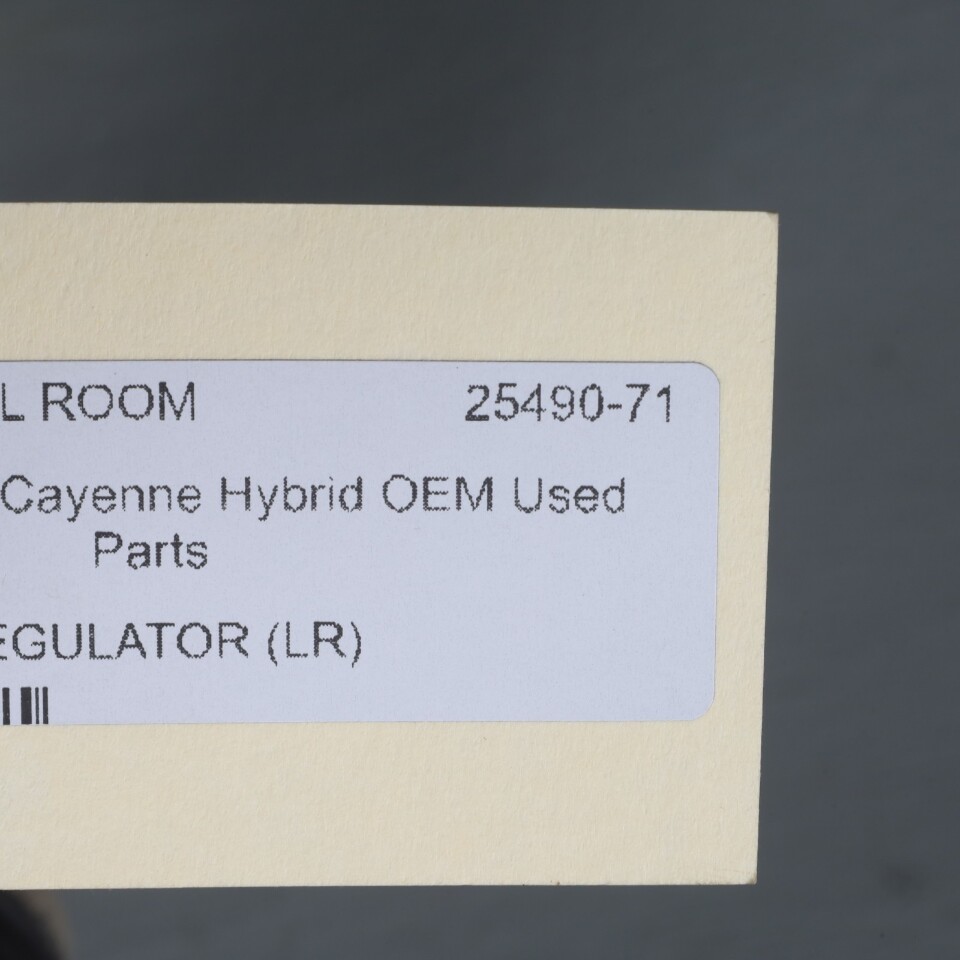 L ROOM 25490-71
Cayenne Hybrid OEM Used
Parts
EGULATOR (LR)